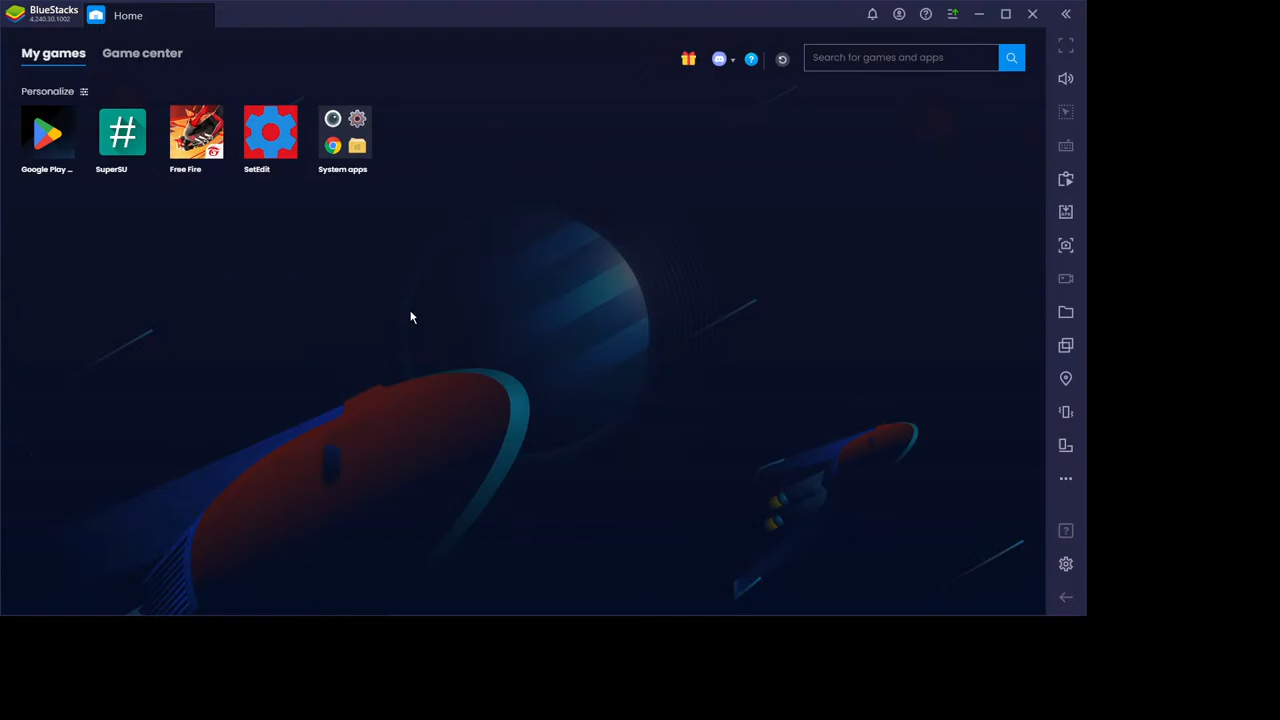 BlueStacks
4.240.30.1002
Home
My games
Game center
Search for games and apps
Personalize
Google Play ...
SuperSU
Free Fire
SetEdit
System apps